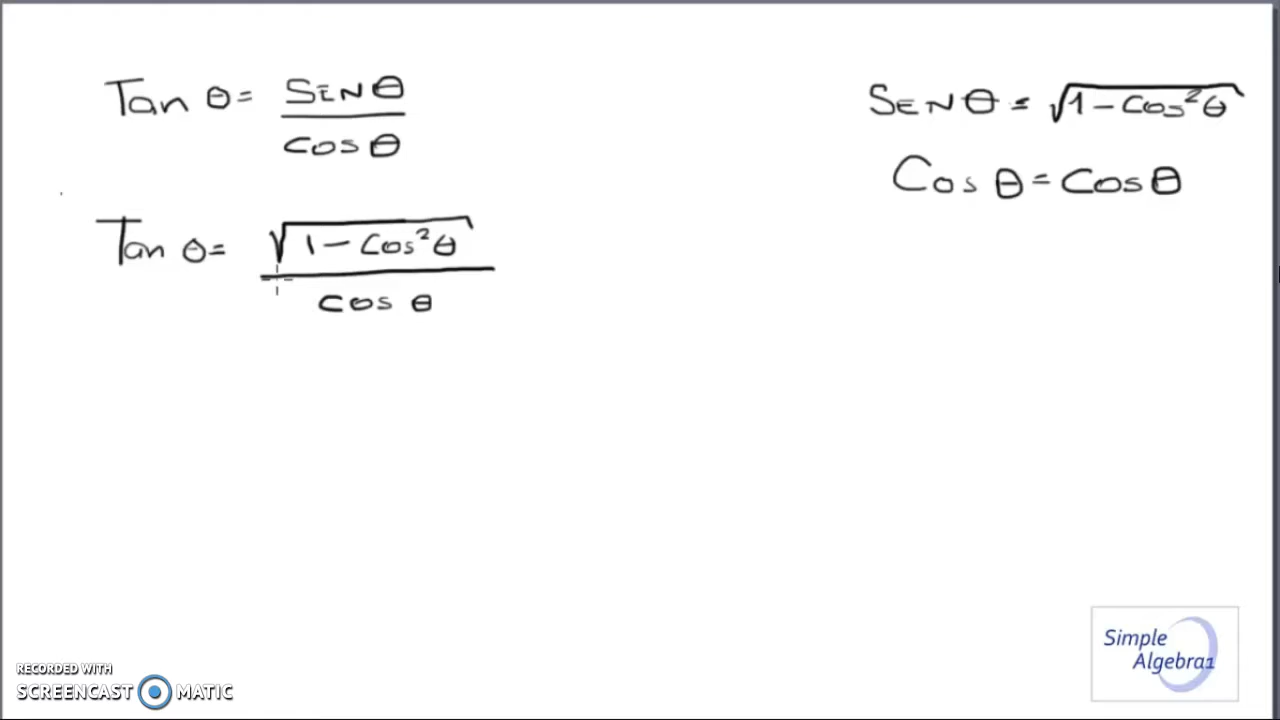 Tan θ = SEN θ / cos θ
SEN θ = √1 - Cos²θ
Cos θ = Cos θ
Tan θ = √1 - Cos²θ / cos θ
Simple
Algebra1
RECORDED WITH
SCREENCAST MATIC